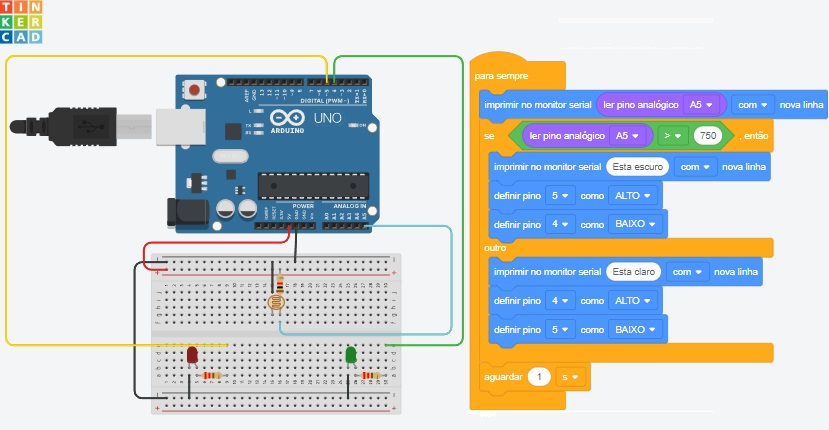 TIN
KER
CAD
DIGITAL (PWM~)
UNO
ARDUINO
POWER
ANALOG IN
para sempre
imprimir no monitor serial ler pino analógico A5 com nova linha
se ler pino analógico A5 > 750 , então
imprimir no monitor serial Esta escuro com nova linha
definir pino 5 como ALTO
definir pino 4 como BAIXO
outro
imprimir no monitor serial Esta claro com nova linha
definir pino 4 como ALTO
definir pino 5 como BAIXO
aguardar 1 s